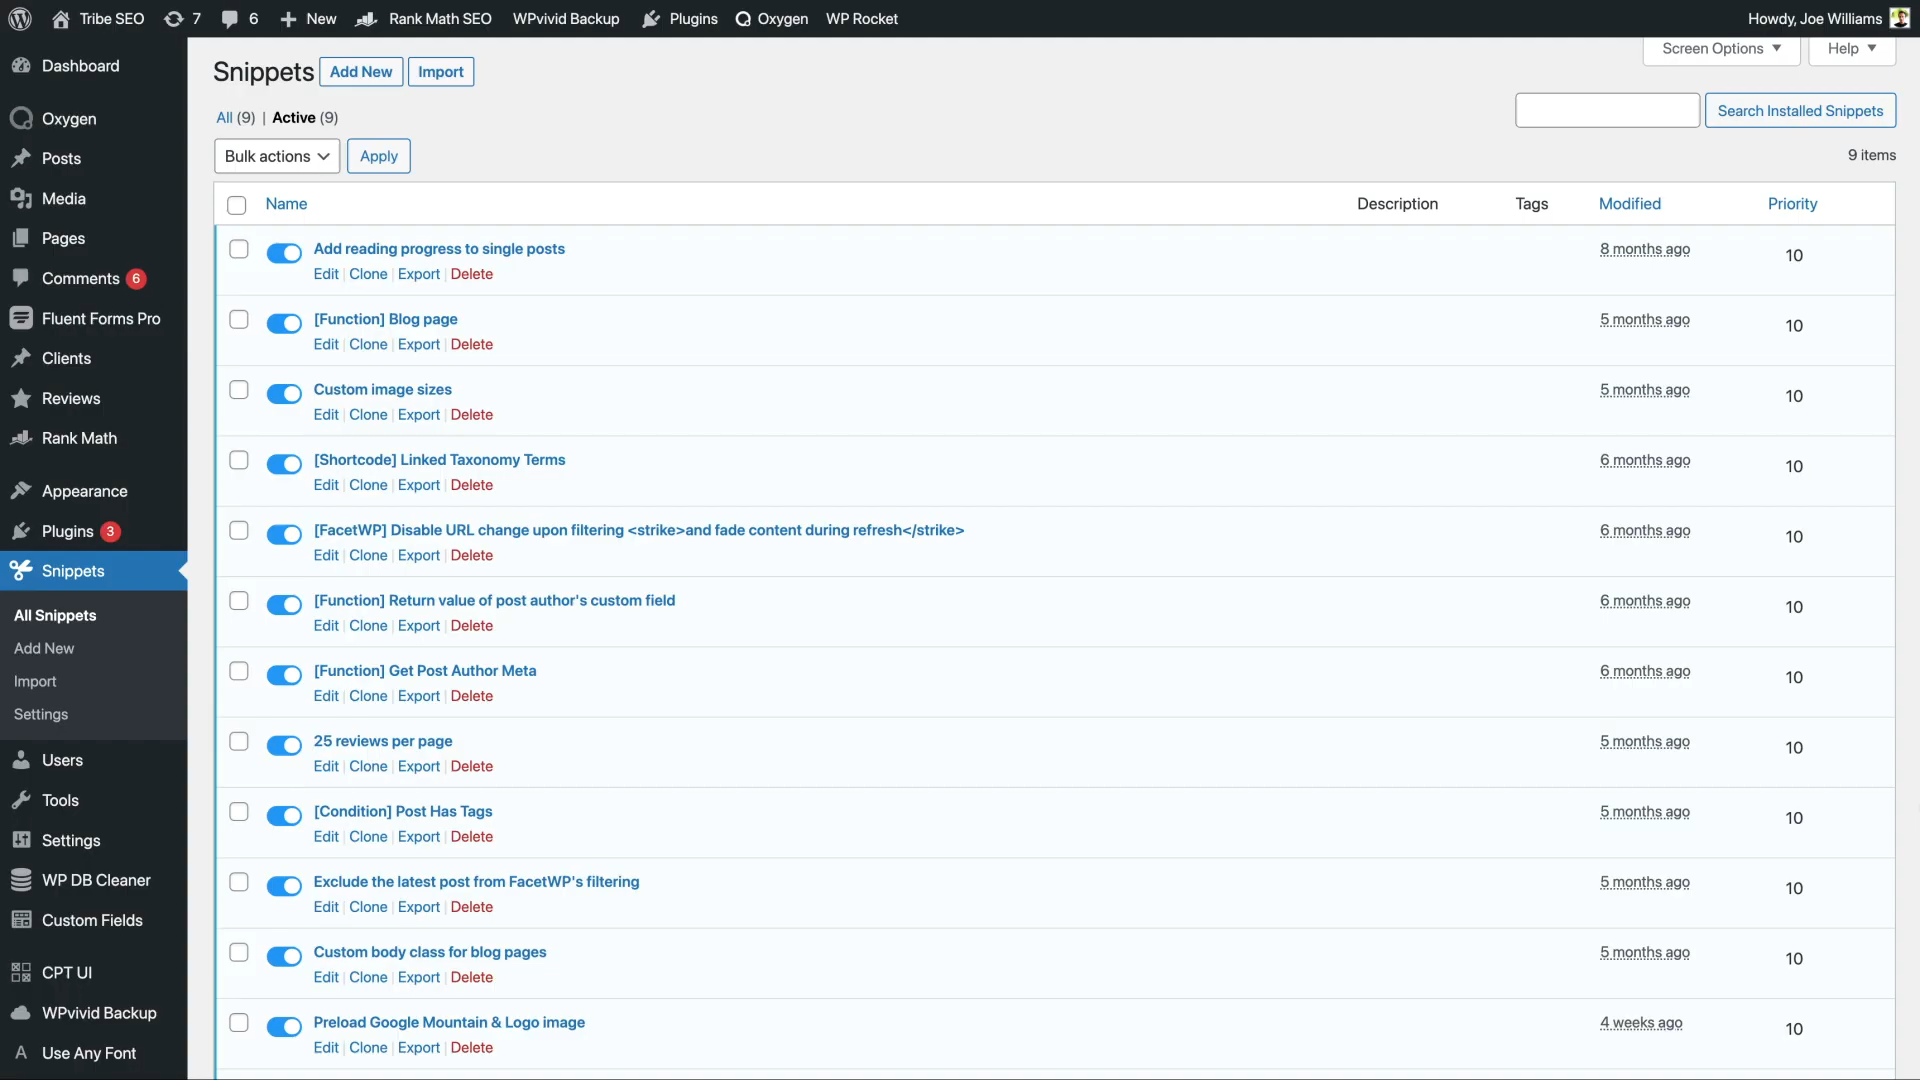 Tribe SEO 7 6 New Rank Math SEO WPvivid Backup Plugins Oxygen WP Rocket Howdy, Joe Williams
Dashboard
Oxygen
Posts
Media
Pages
Comments 6
Fluent Forms Pro
Clients
Reviews
Rank Math
Appearance
Plugins 3
Snippets
All Snippets
Add New
Import
Settings
Users
Tools
Settings
WP DB Cleaner
Custom Fields
CPT UI
WPvivid Backup
Use Any Font
Screen Options Help
Snippets Add New Import
All (9) | Active (9)
Search Installed Snippets
Bulk actions Apply
9 items
Name Description Tags Modified Priority
Add reading progress to single posts 8 months ago 10
Edit | Clone | Export | Delete
[Function] Blog page 5 months ago 10
Edit | Clone | Export | Delete
Custom image sizes 5 months ago 10
Edit | Clone | Export | Delete
[Shortcode] Linked Taxonomy Terms 6 months ago 10
Edit | Clone | Export | Delete
[FacetWP] Disable URL change upon filtering <strike>and fade content during refresh</strike> 6 months ago 10
Edit | Clone | Export | Delete
[Function] Return value of post author's custom field 6 months ago 10
Edit | Clone | Export | Delete
[Function] Get Post Author Meta 6 months ago 10
Edit | Clone | Export | Delete
25 reviews per page 5 months ago 10
Edit | Clone | Export | Delete
[Condition] Post Has Tags 5 months ago 10
Edit | Clone | Export | Delete
Exclude the latest post from FacetWP's filtering 5 months ago 10
Edit | Clone | Export | Delete
Custom body class for blog pages 5 months ago 10
Edit | Clone | Export | Delete
Preload Google Mountain & Logo image 4 weeks ago 10
Edit | Clone | Export | Delete